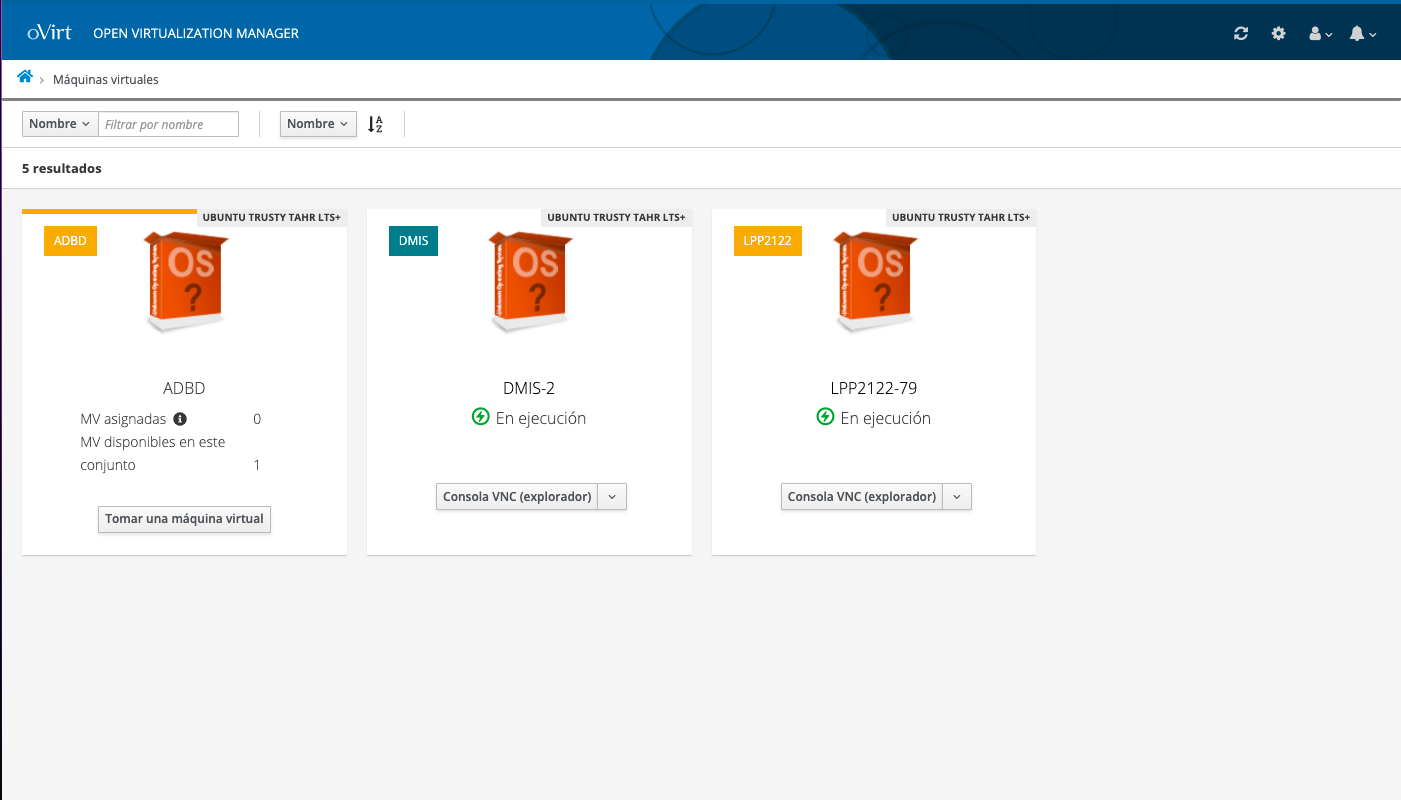 oVirt OPEN VIRTUALIZATION MANAGER
Máquinas virtuales
Nombre Filtrar por nombre Nombre A Z
5 resultados
UBUNTU TRUSTY TAHR LTS+ UBUNTU TRUSTY TAHR LTS+ UBUNTU TRUSTY TAHR LTS+
ADBD DMIS LPP2122
OS ? OS ? OS ?
ADBD DMIS-2 LPP2122-79
MV asignadas 0 En ejecución En ejecución
MV disponibles en este
conjunto 1
Consola VNC (explorador) Consola VNC (explorador)
Tomar una máquina virtual